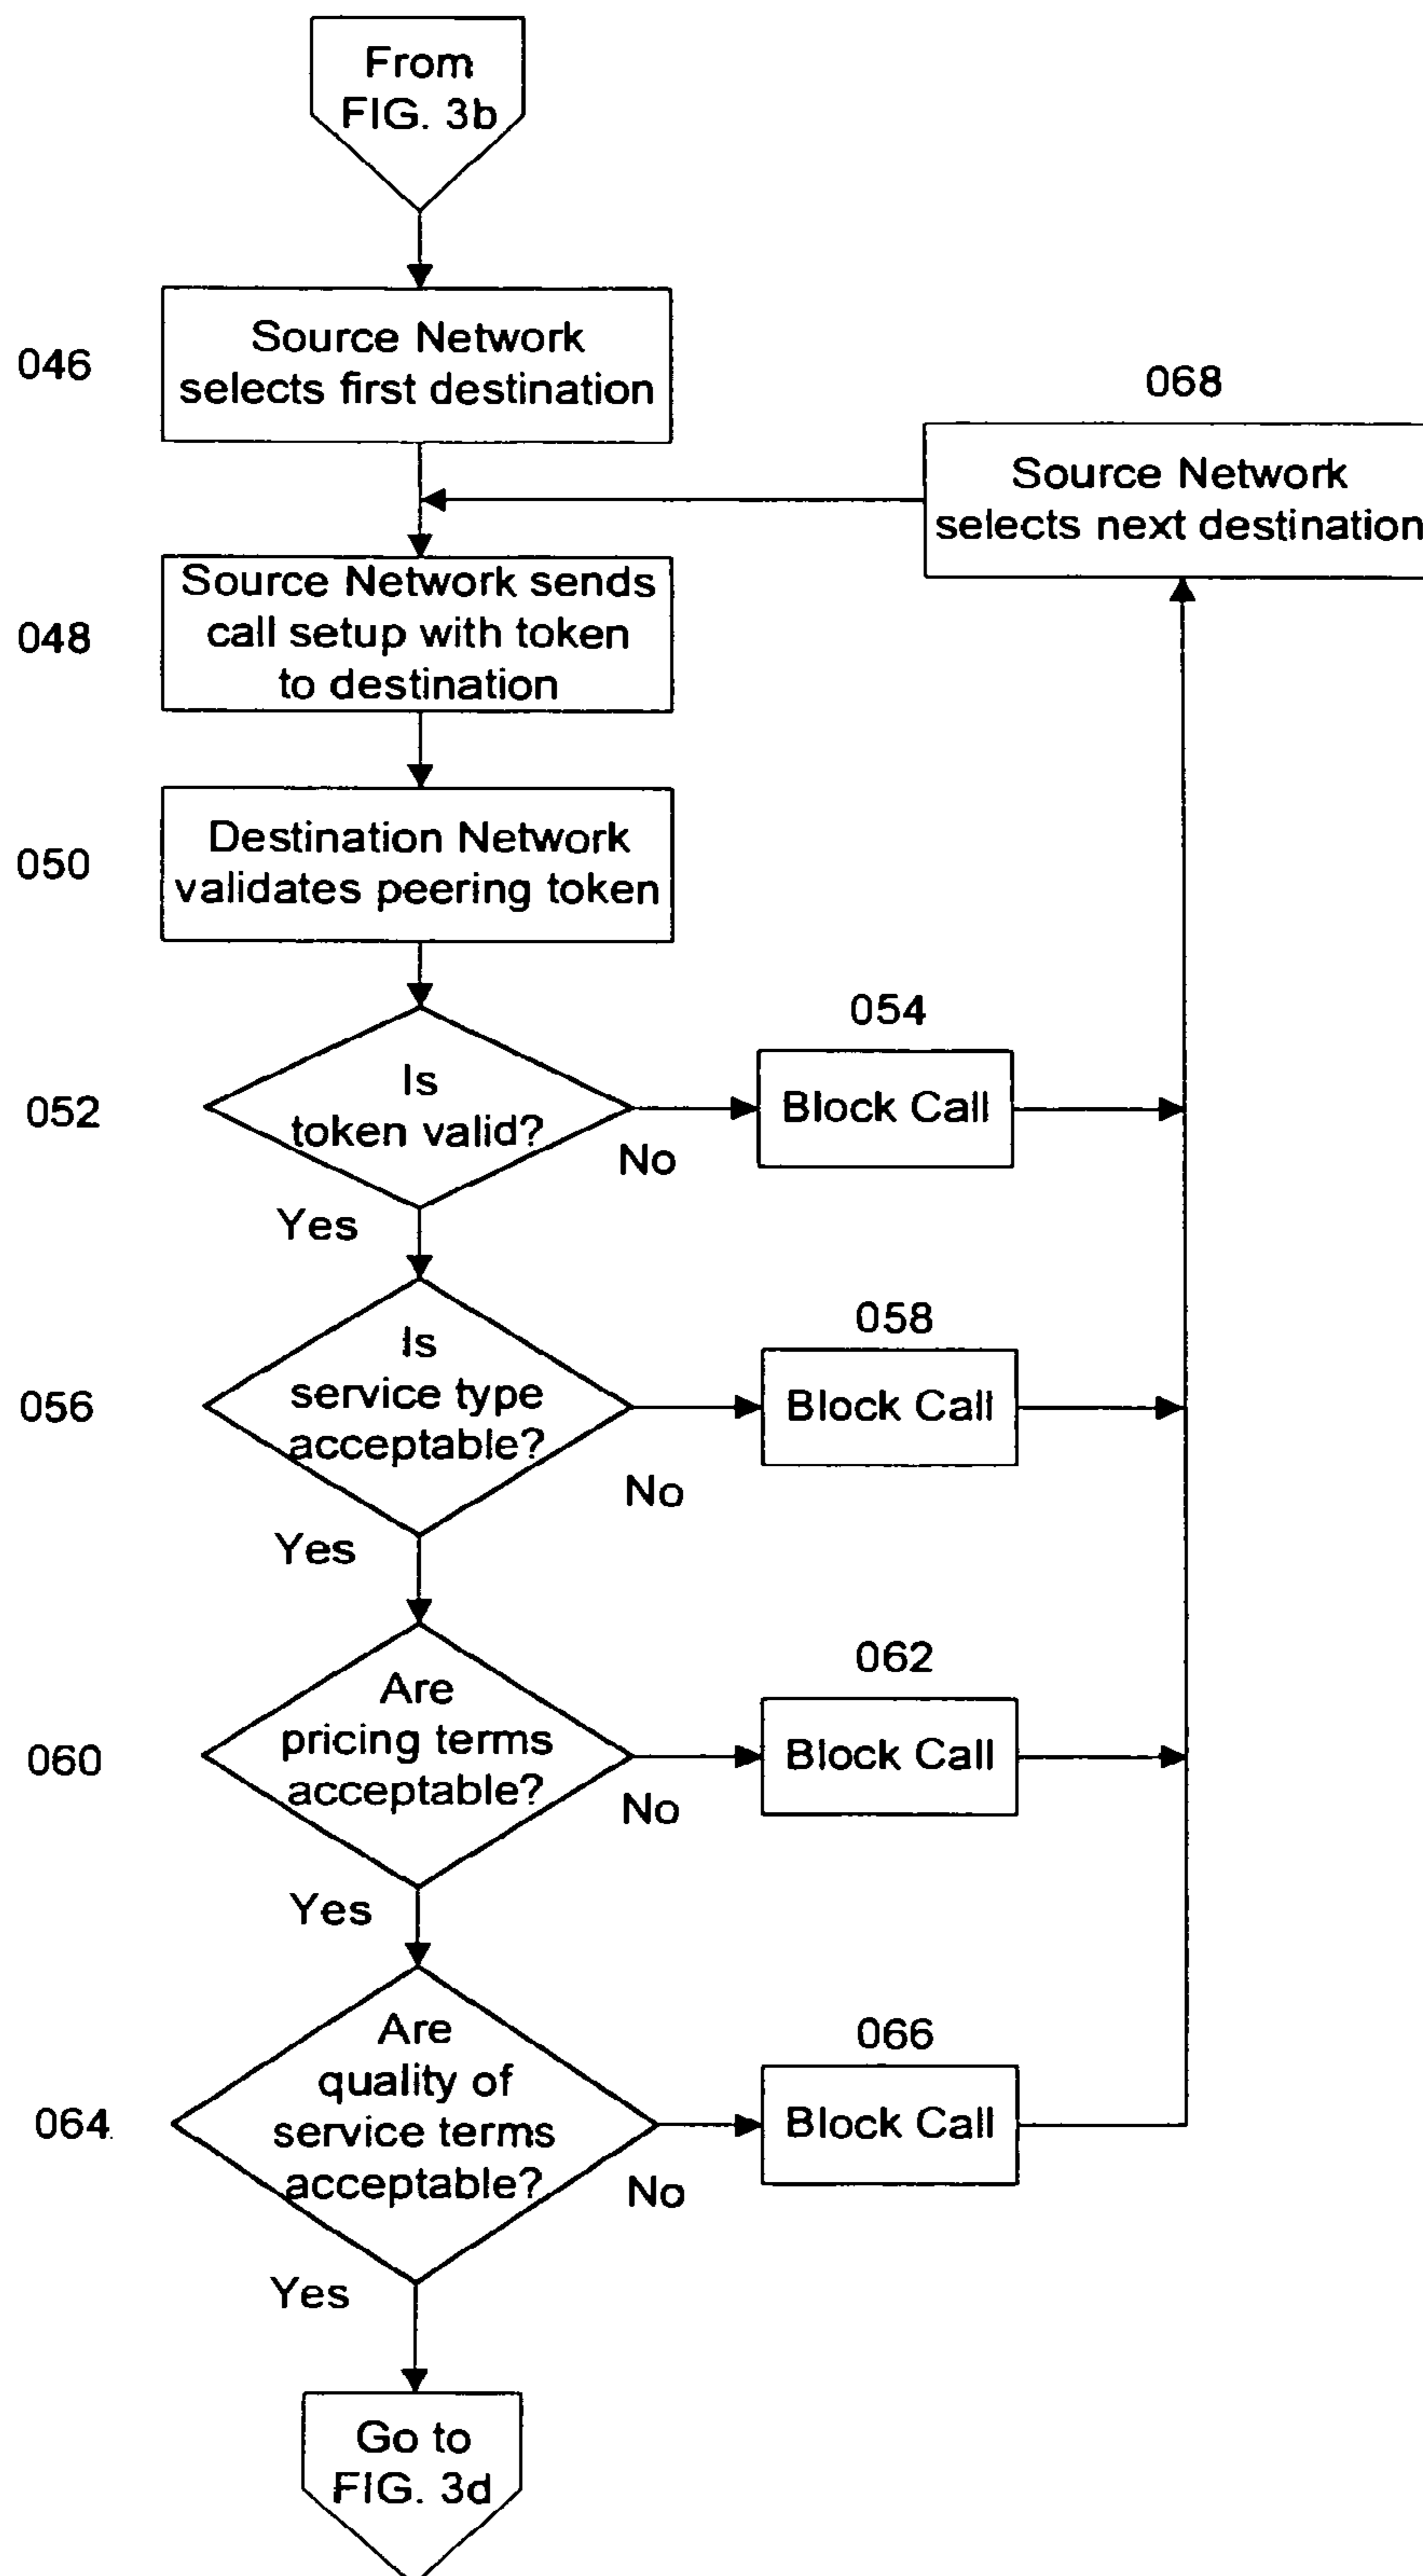 From
FIG. 3b
046
Source Network
selects first destination
068
Source Network
selects next destination
048
Source Network sends
call setup with token
to destination
050
Destination Network
validates peering token
052
Is
token valid?
No
054
Block Call
Yes
056
Is
service type
acceptable?
No
058
Block Call
Yes
060
Are
pricing terms
acceptable?
No
062
Block Call
Yes
064
Are
quality of
service terms
acceptable?
No
066
Block Call
Yes
Go to
FIG. 3d